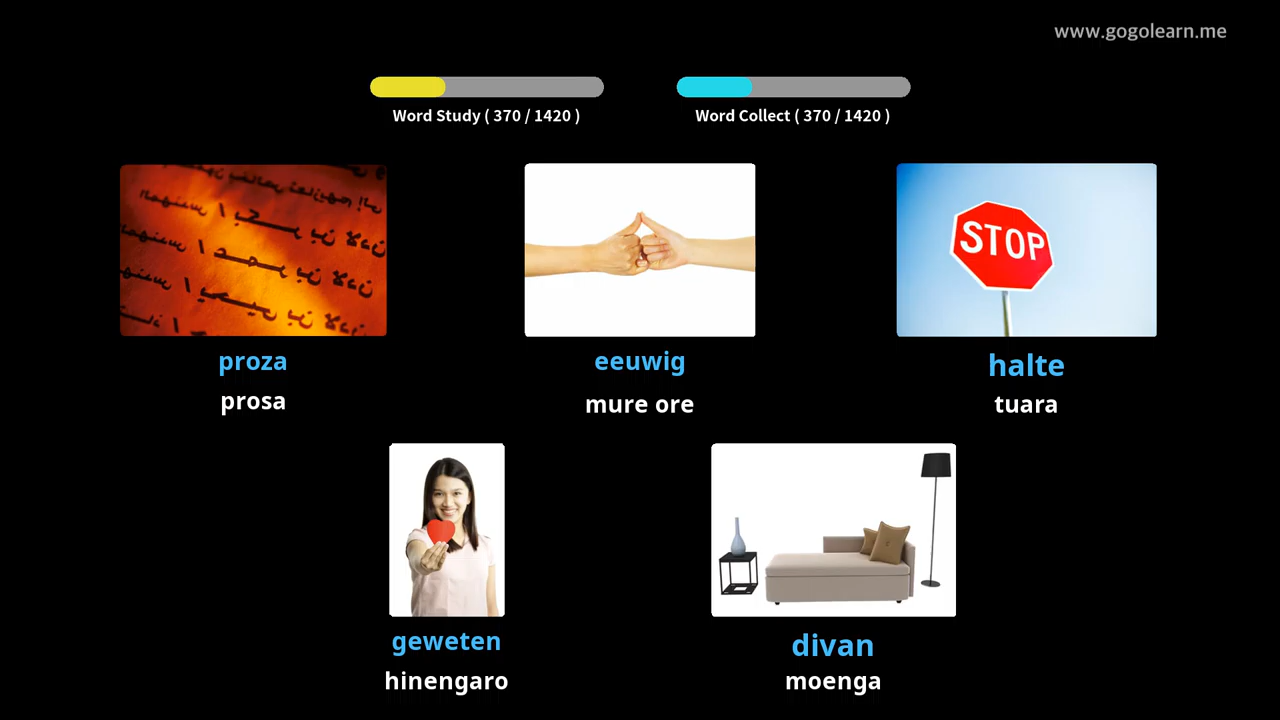 www.gogolearn.me
Word Study ( 370 / 1420 )
Word Collect ( 370 / 1420 )
STOP
proza
prosa
eeuwig
mure ore
halte
tuara
geweten
hinengaro
divan
moenga